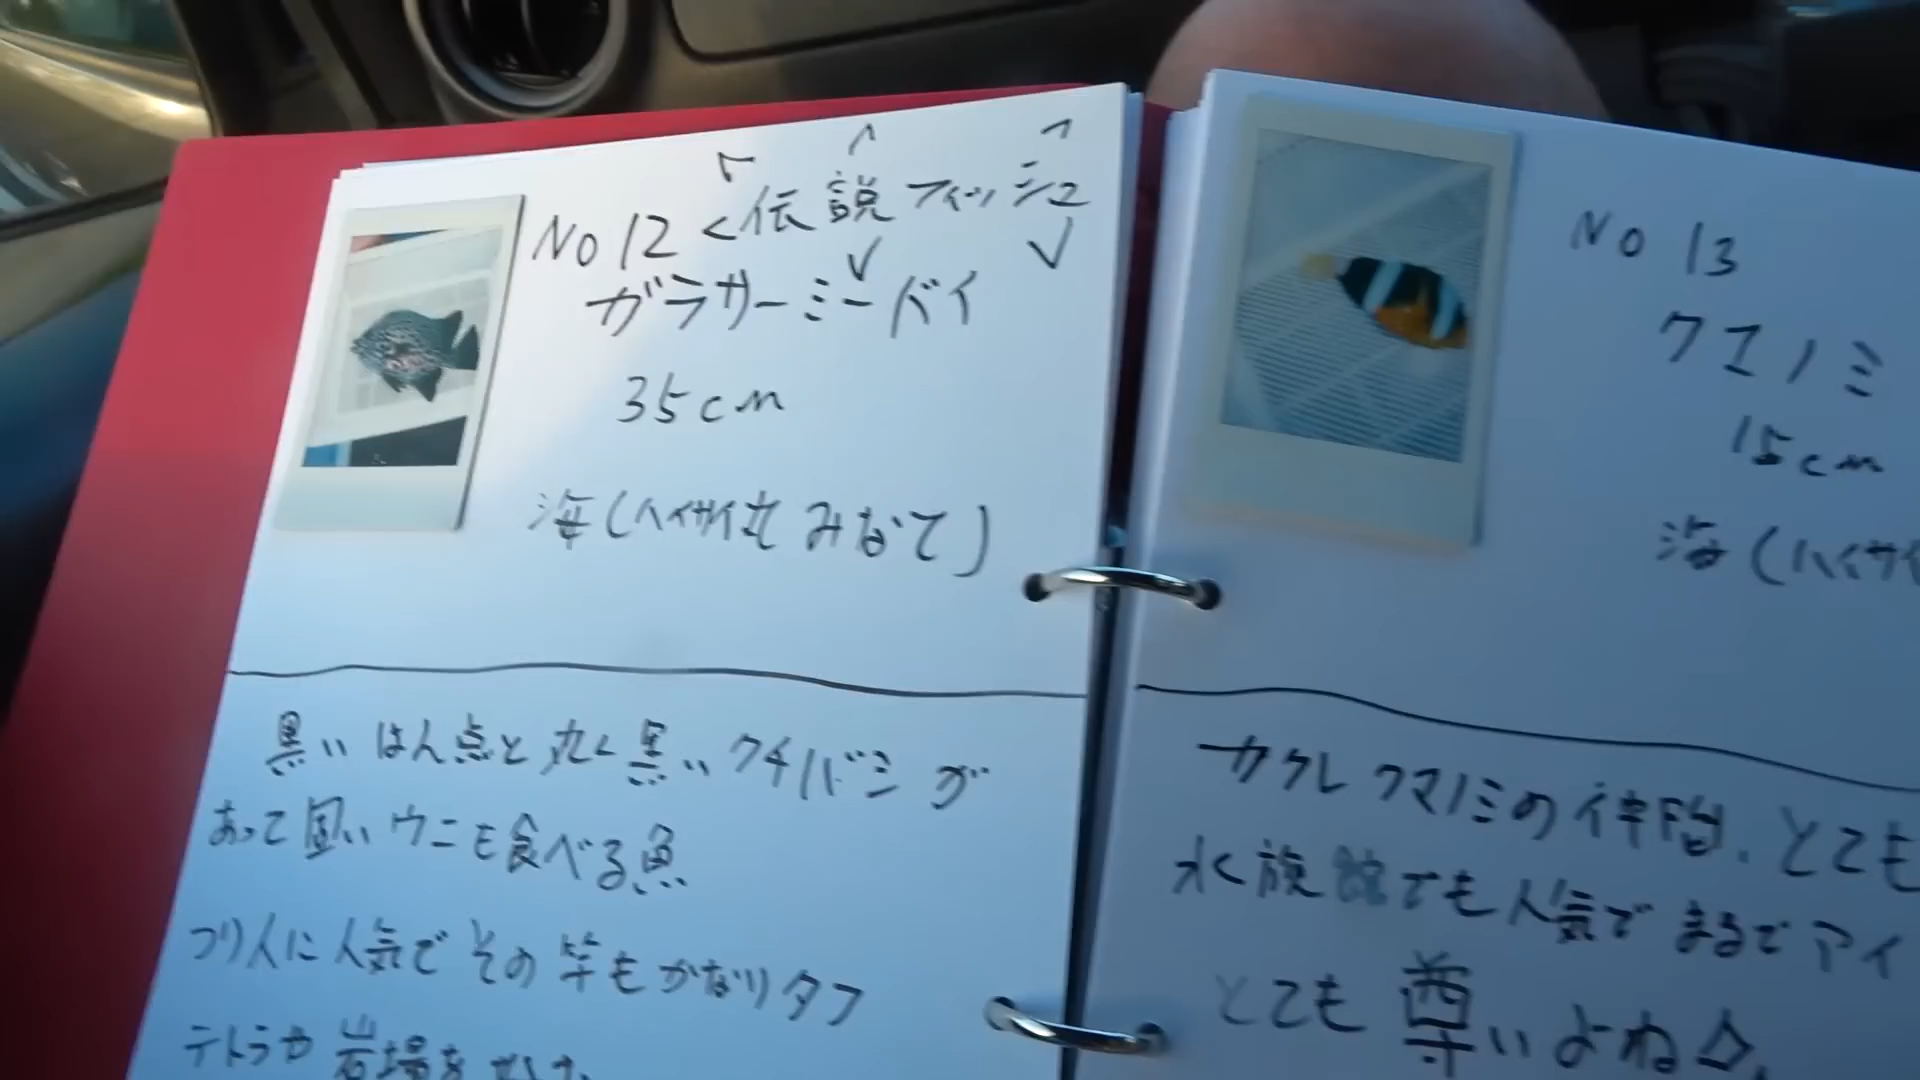 No 12 <伝説フィッシュ
ガラサーミーバイ
35cm
海(ハイサイ丸 みなて)
黒い はん点と 丸く 黒い クチバシ が
あって 固い ウニも食べる魚
つり人に 人気で その 竿も かなり タフ
テトラや 岩場を
No 13
クマノミ
15cm
海(ハイサイ
カクレ クマノミの 仲間、とても
水族館でも人気で まるで アイ
とても 尊いよね☆。